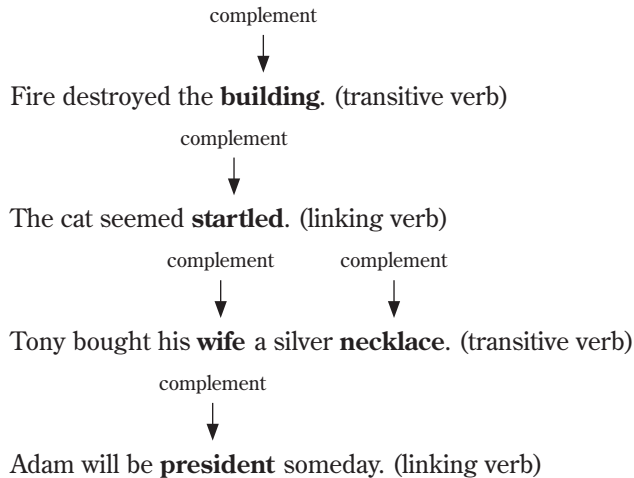 complement
Fire destroyed the building. (transitive verb)
complement
The cat seemed startled. (linking verb)
complement complement
Tony bought his wife a silver necklace. (transitive verb)
complement
Adam will be president someday. (linking verb)